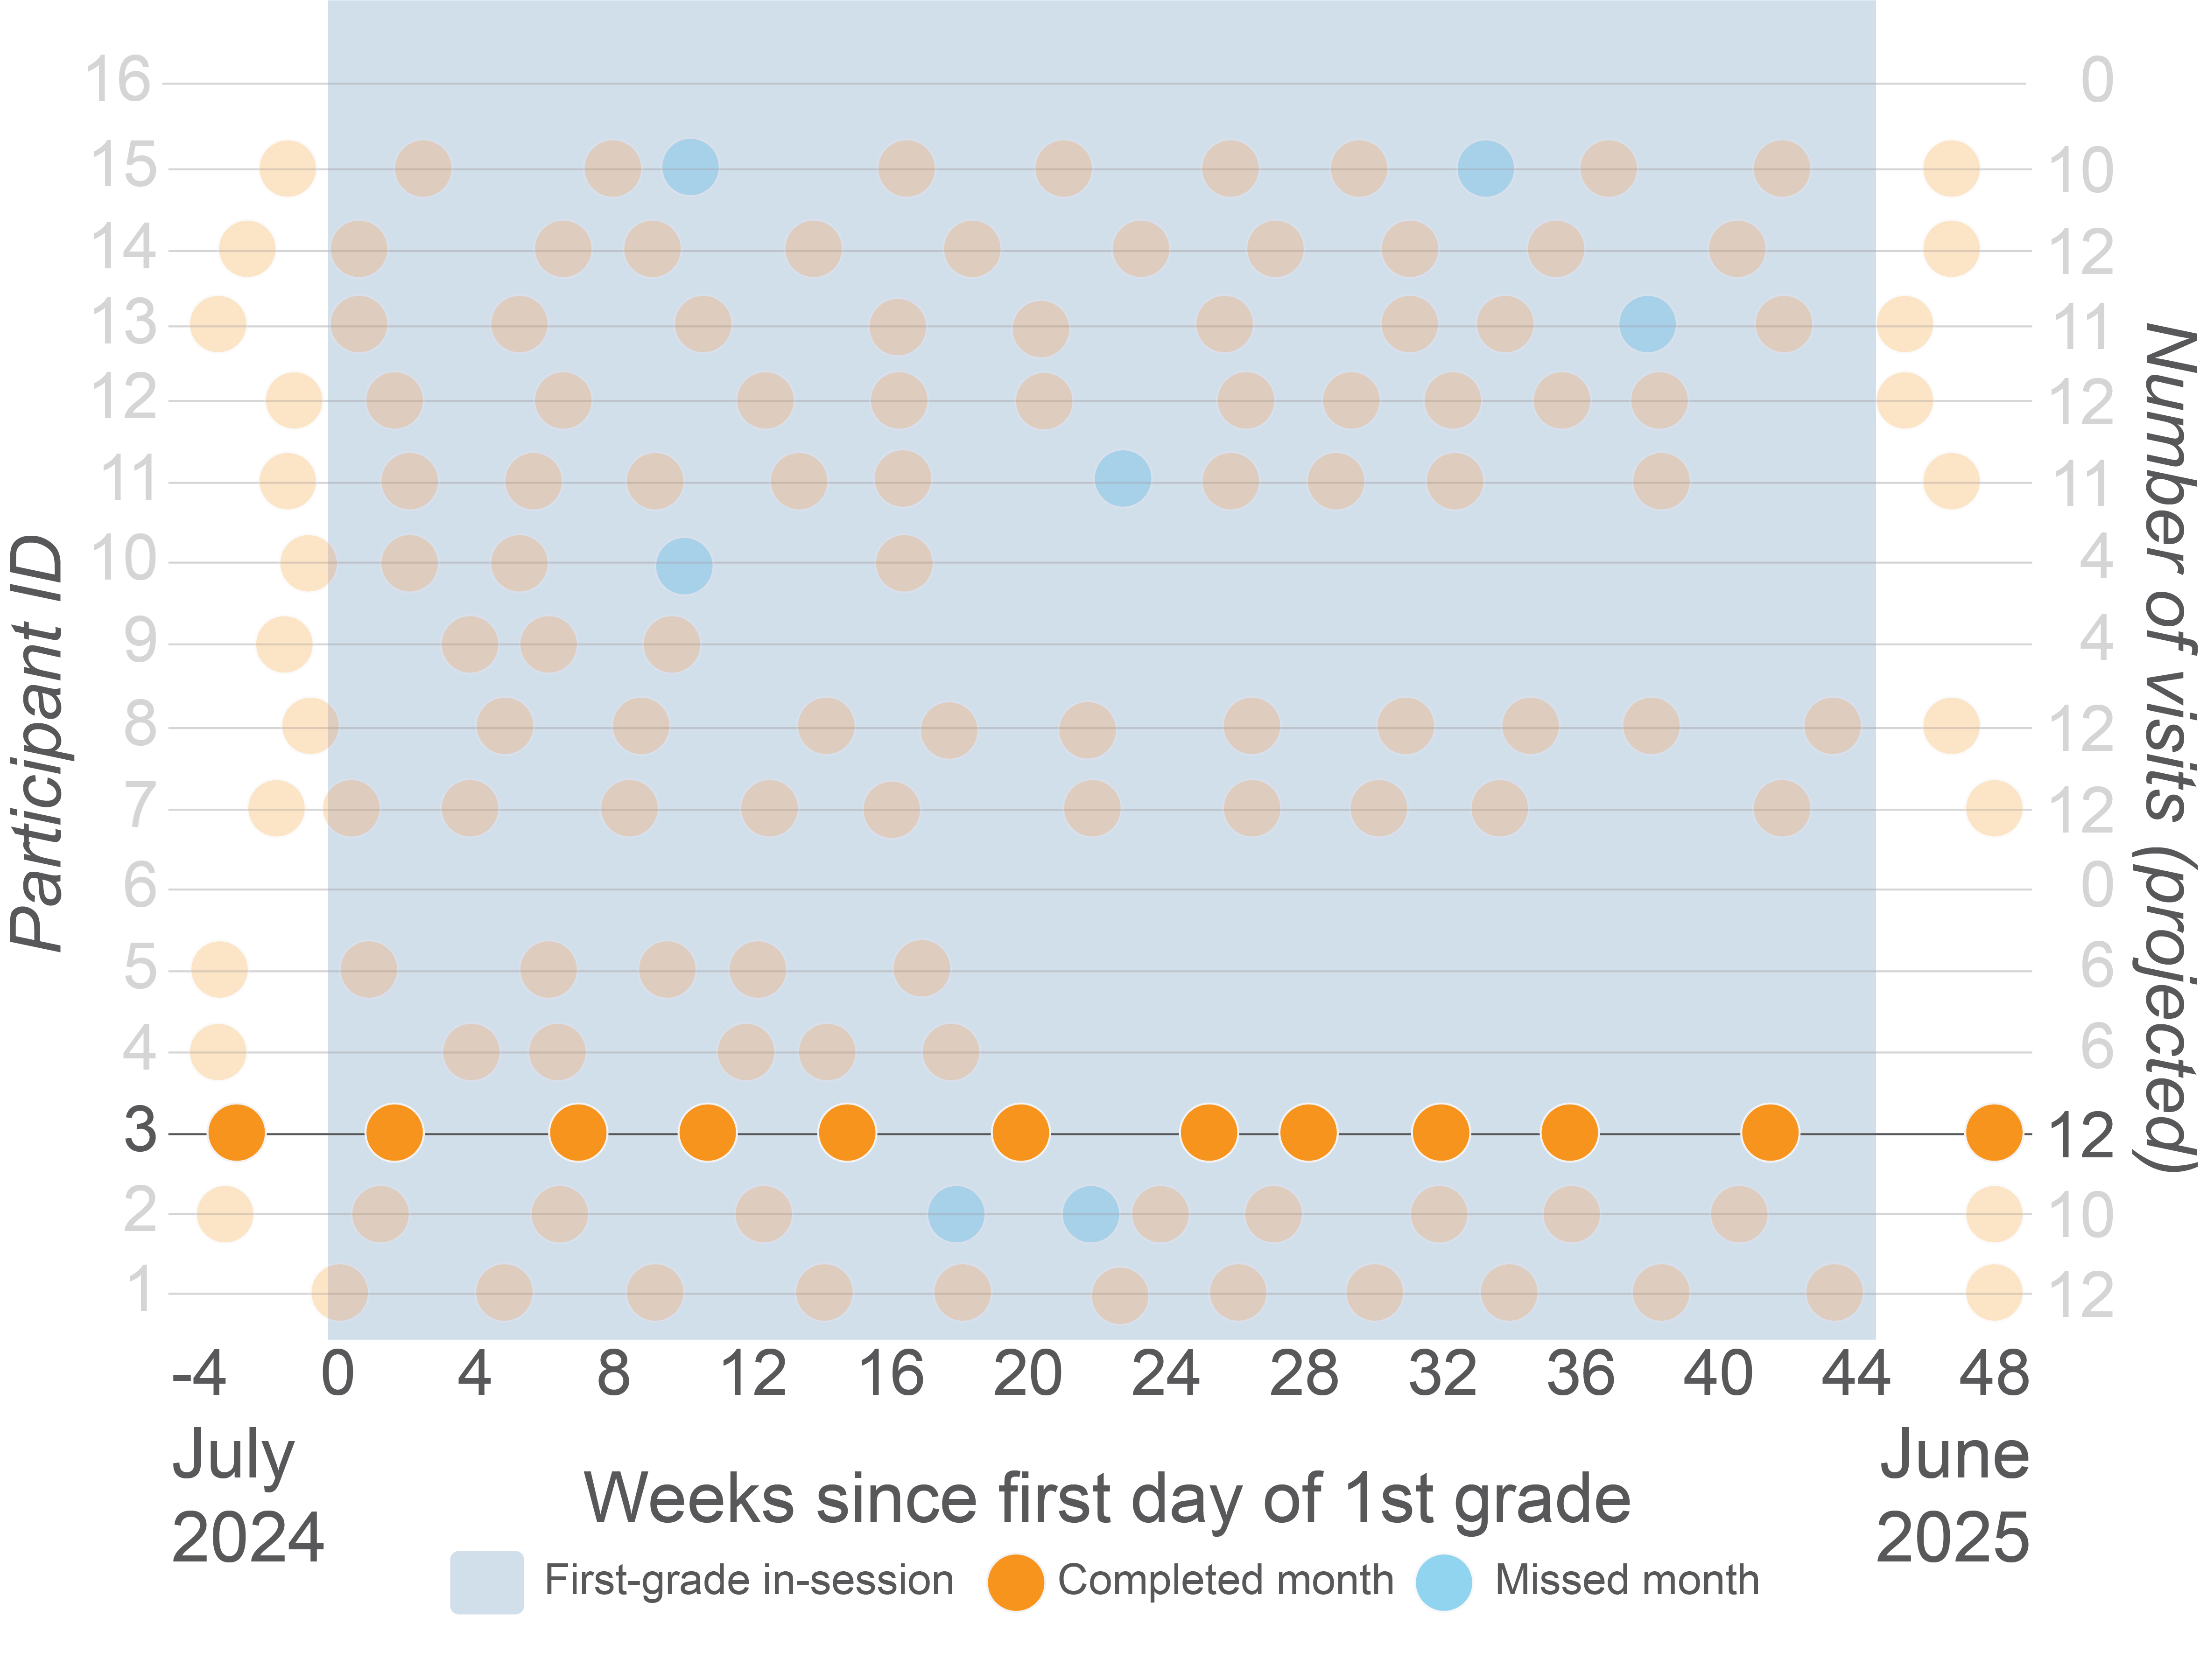 16 0
15 10
14 12
13 11
12 12
11 11
10 4
9 4
8 12
7 12
6 0
5 6
4 6
3 12
2 10
1 12
Participant ID
Number of visits (projected)
-4 0 4 8 12 16 20 24 28 32 36 40 44 48
July
2024
Weeks since first day of 1st grade
June
2025
First-grade in-session Completed month Missed month